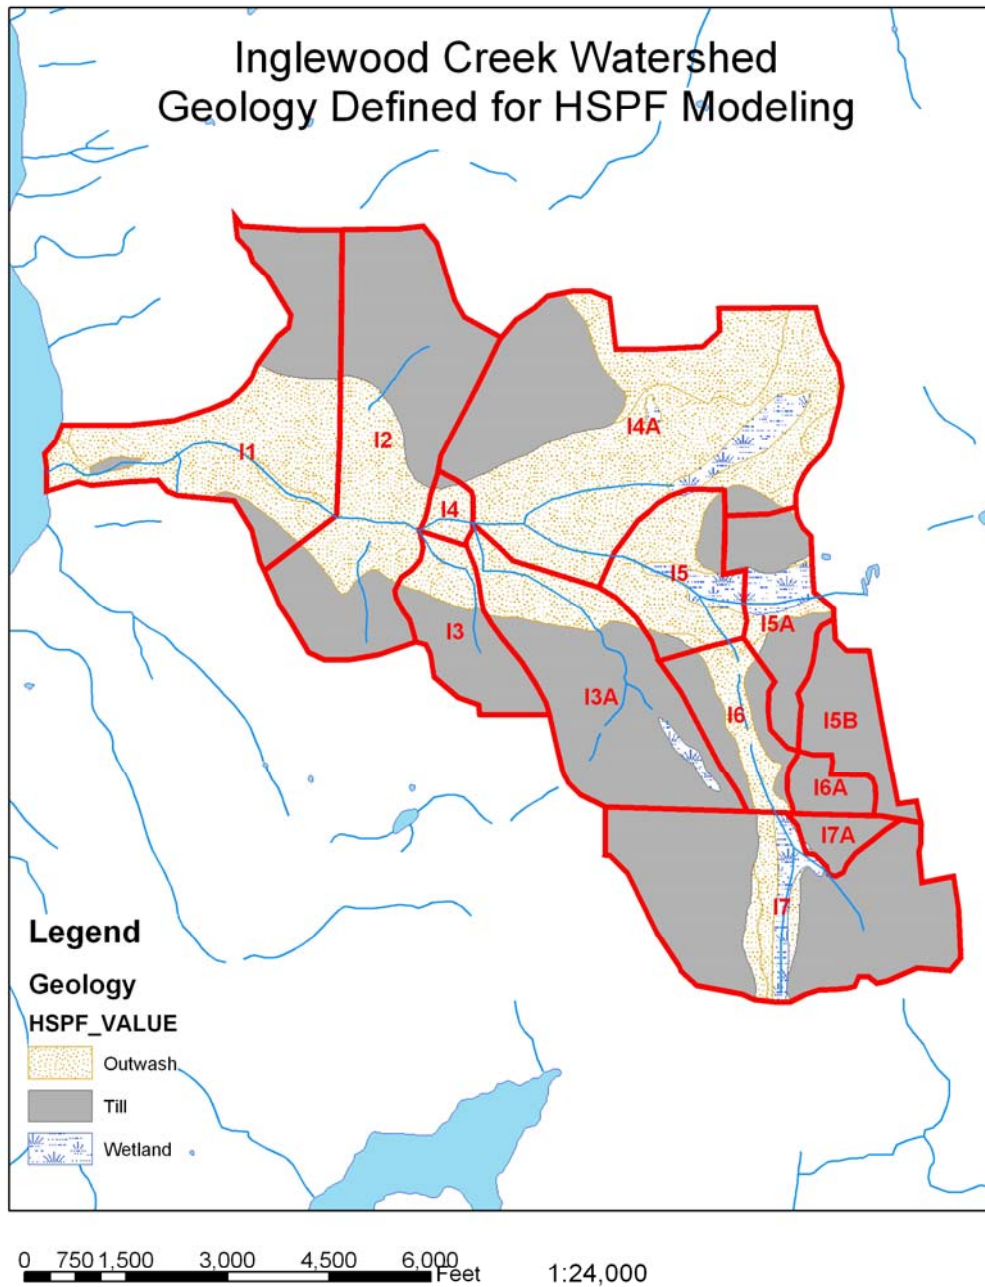 Inglewood Creek Watershed
Geology Defined for HSPF Modeling
I1
I2
I4A
I4
I5
I5A
I3
I3A
I6
I5B
I6A
I7A
I7
Legend
Geology
HSPF_VALUE
Outwash
Till
Wetland
0 750 1,500 3,000 4,500 6,000 Feet 1:24,000